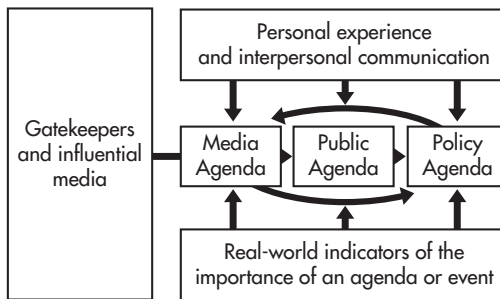 Personal experience
and interpersonal communication
Gatekeepers
and influential
media
Media
Agenda
Public
Agenda
Policy
Agenda
Real-world indicators of the
importance of an agenda or event